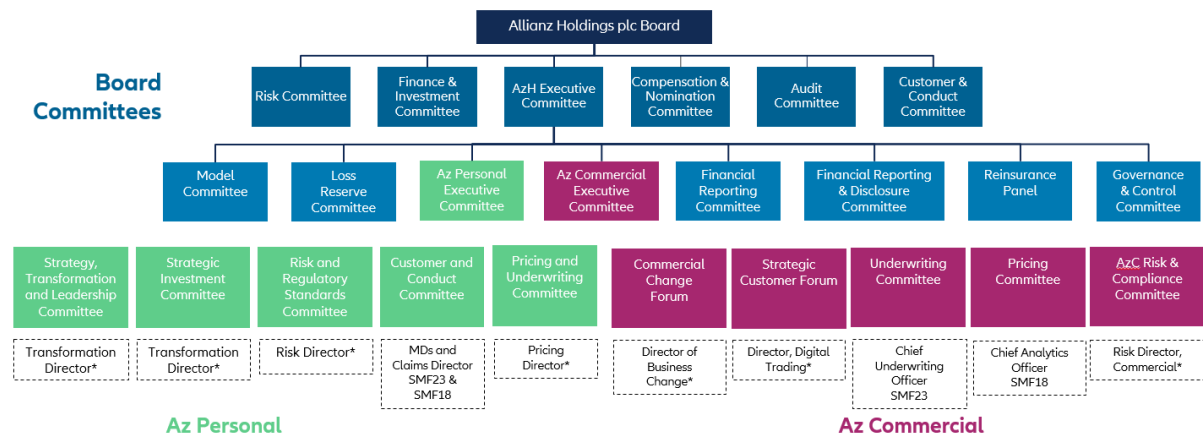 Allianz Holdings plc Board
Board
Committees
Risk Committee
Finance &
Investment
Committee
AzH Executive
Committee
Compensation &
Nomination
Committee
Audit
Committee
Customer &
Conduct
Committee
Model
Committee
Loss
Reserve
Committee
Az Personal
Executive
Committee
Az Commercial
Executive
Committee
Financial
Reporting
Committee
Financial Reporting
& Disclosure
Committee
Reinsurance
Panel
Governance
& Control
Committee
Strategy,
Transformation
and Leadership
Committee
Strategic
Investment
Committee
Risk and
Regulatory
Standards
Committee
Customer and
Conduct
Committee
Pricing and
Underwriting
Committee
Commercial
Change
Forum
Strategic
Customer Forum
Underwriting
Committee
Pricing
Committee
AzC Risk &
Compliance
Committee
Transformation
Director*
Transformation
Director*
Risk Director*
MDs and
Claims Director
SMF23 &
SMF18
Pricing
Director*
Director of
Business
Change*
Director, Digital
Trading*
Chief
Underwriting
Officer
SMF23
Chief Analytics
Officer
SMF18
Risk Director,
Commercial*
Az Personal
Az Commercial